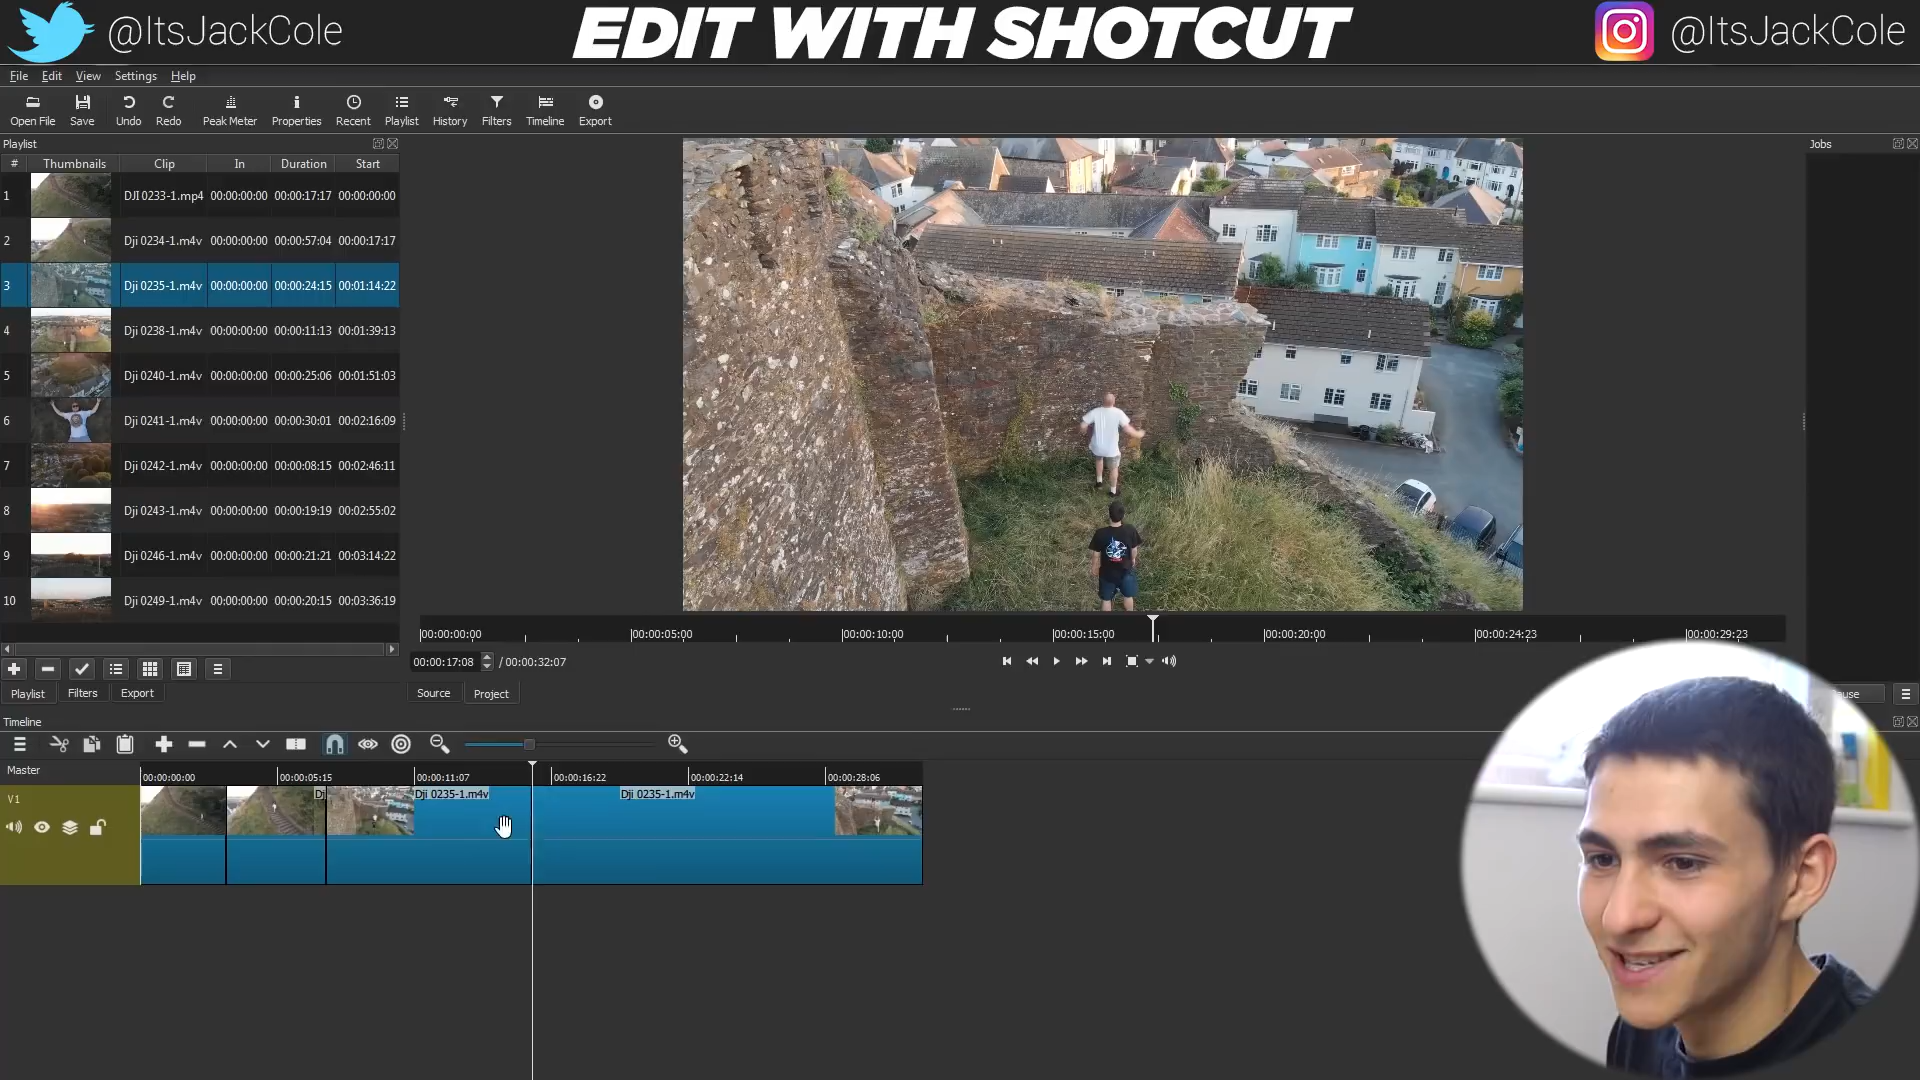 @ItsJackCole
EDIT WITH SHOTCUT
@ItsJackCole
File Edit View Settings Help
Open File Save Undo Redo Peak Meter Properties Recent Playlist History Filters Timeline Export
Playlist
Jobs
# Thumbnails Clip In Duration Start
1 DJI 0233-1.mp4 00:00:00:00 00:00:17:17 00:00:00:00
2 Dji 0234-1.m4v 00:00:00:00 00:00:57:04 00:00:17:17
3 Dji 0235-1.m4v 00:00:00:00 00:00:24:15 00:01:14:22
4 Dji 0238-1.m4v 00:00:00:00 00:00:11:13 00:01:39:13
5 Dji 0240-1.m4v 00:00:00:00 00:00:25:06 00:01:51:03
6 Dji 0241-1.m4v 00:00:00:00 00:00:30:01 00:02:16:09
7 Dji 0242-1.m4v 00:00:00:00 00:00:08:15 00:02:46:11
8 Dji 0243-1.m4v 00:00:00:00 00:00:19:19 00:02:55:02
9 Dji 0246-1.m4v 00:00:00:00 00:00:21:21 00:03:14:22
10 Dji 0249-1.m4v 00:00:00:00 00:00:20:15 00:03:36:19
00:00:00:00 00:00:05:00 00:00:10:00 00:00:15:00 00:00:20:00 00:00:24:23 00:00:29:23
00:00:17:08 / 00:00:32:07
Playlist Filters Export
Source Project
Timeline
Master
00:00:00:00 00:00:05:15 00:00:11:07 00:00:16:22 00:00:22:14 00:00:28:06
V1
Dji 0235-1.m4v
Dji 0235-1.m4v